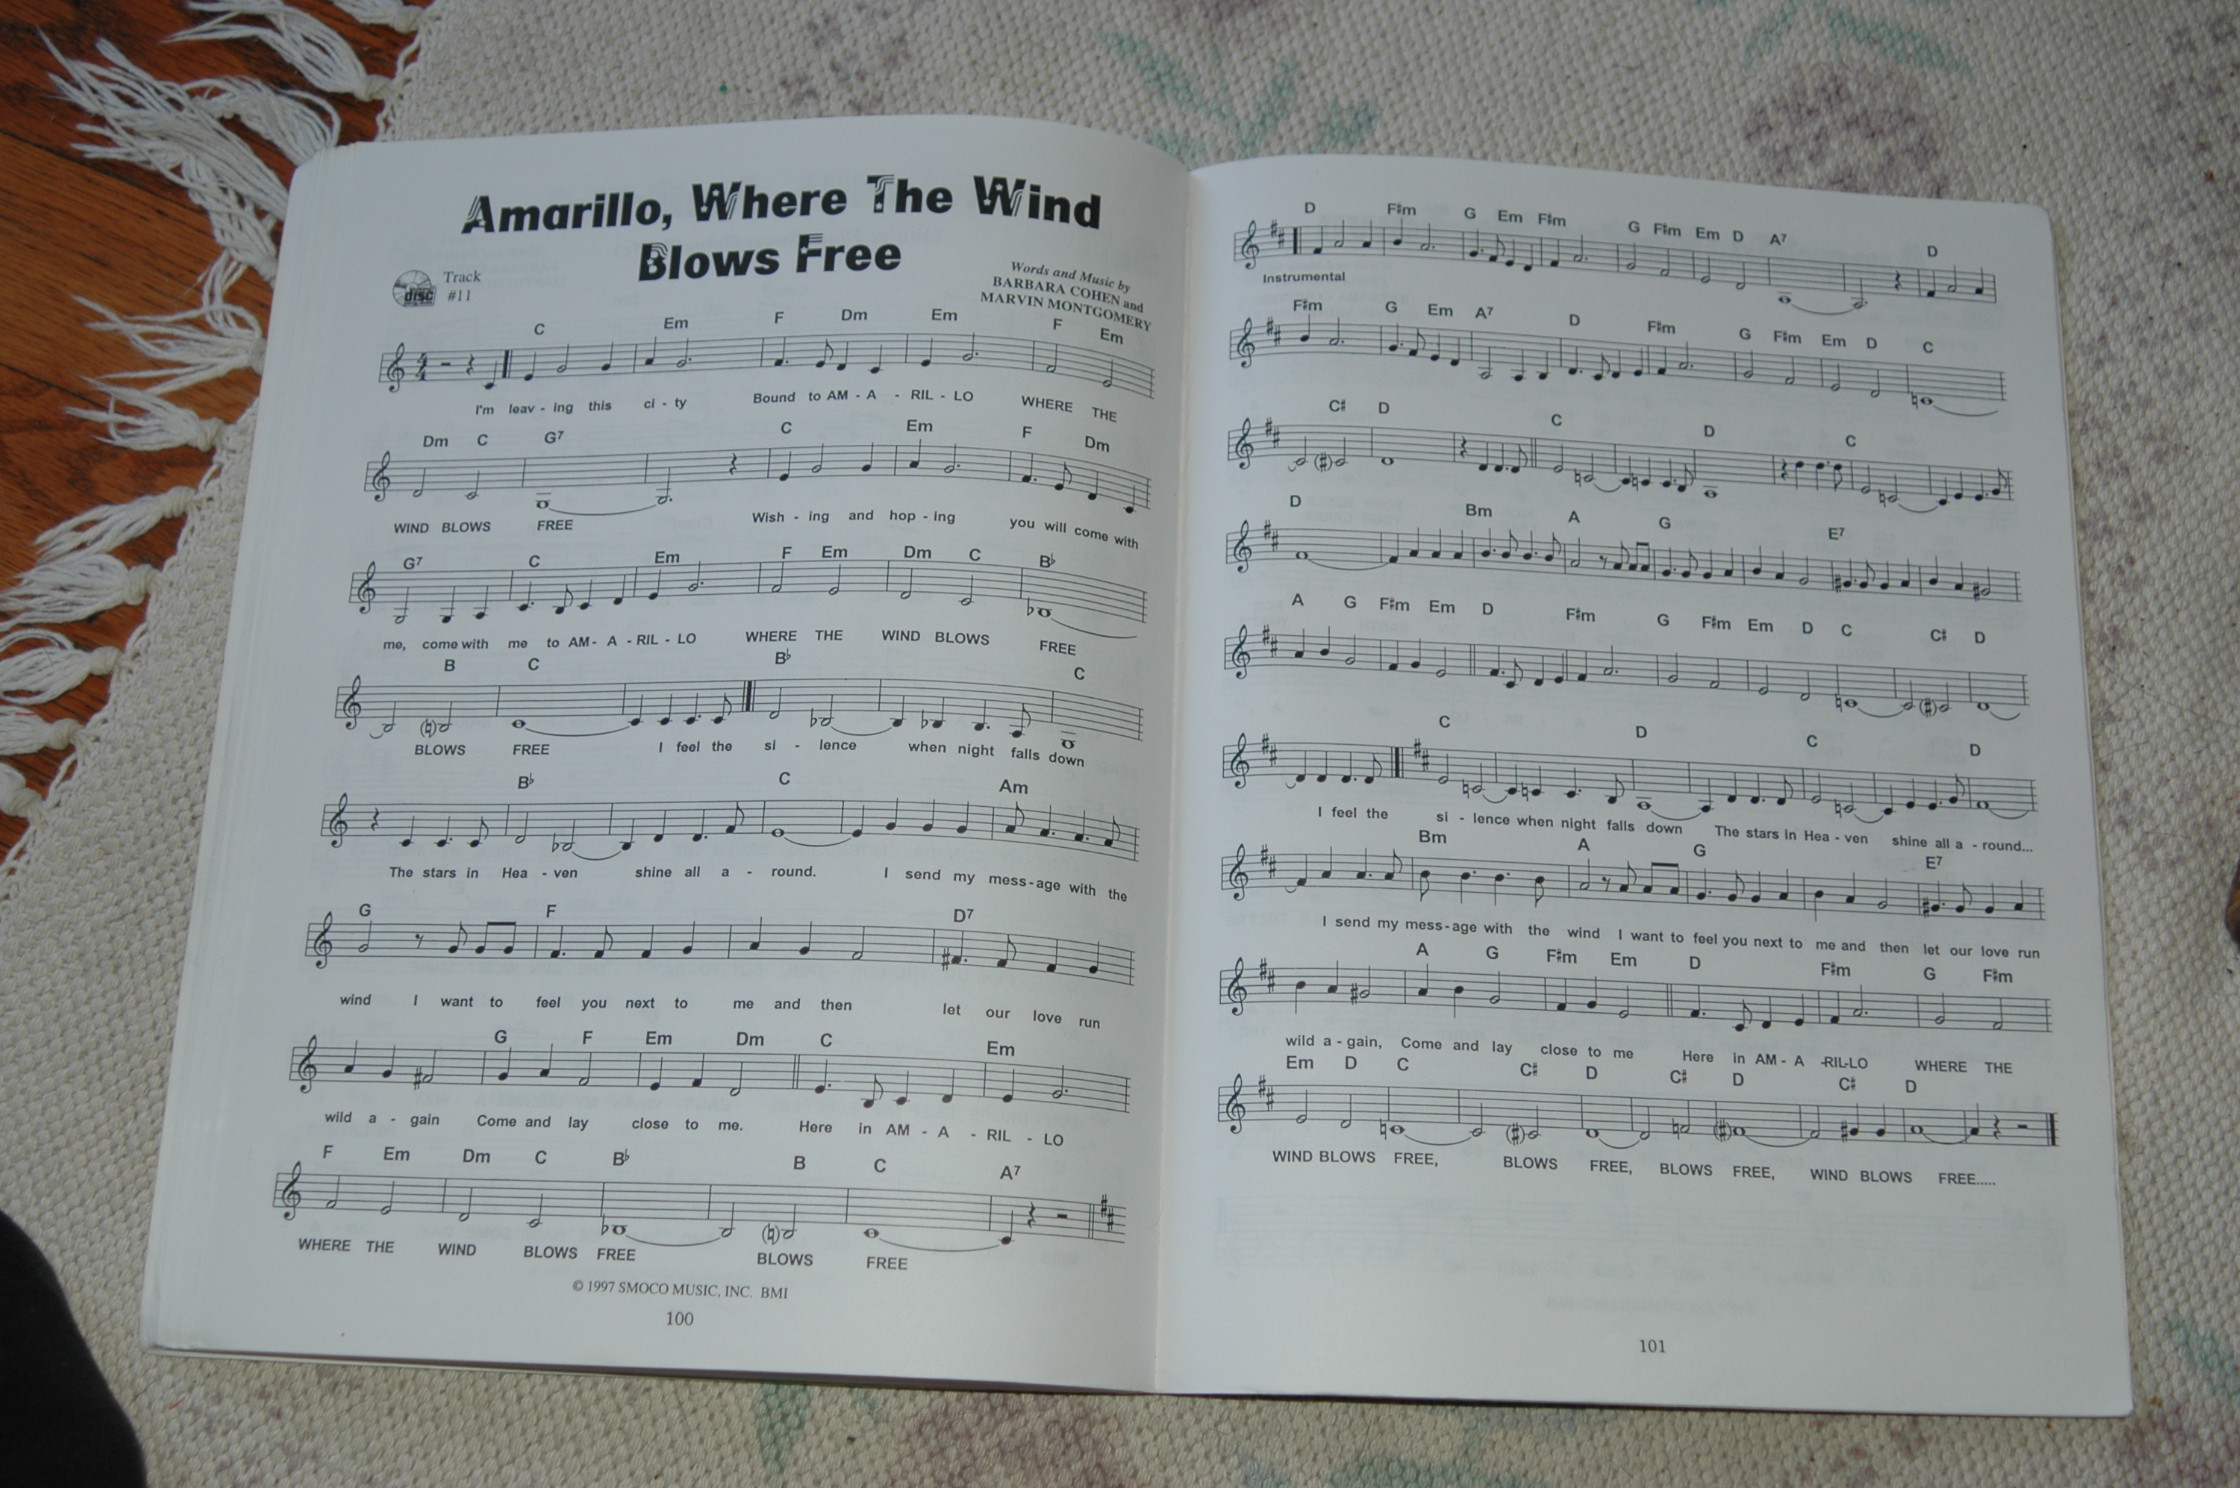 Amarillo, Where The Wind
Blows Free
disc
Track
#11
Words and Music by
BARBARA COHEN and
MARVIN MONTGOMERY
C Em F Dm Em F Em
4
4
I'm leav - ing this ci - ty Bound to AM - A - RIL - LO WHERE THE
Dm C G7 C Em F Dm
WIND BLOWS FREE Wish - ing and hop - ing you will come with
G7 C Em F Em Dm C B♭
me, come with me to AM - A - RIL - LO WHERE THE WIND BLOWS FREE
B C B♭ C
BLOWS FREE I feel the si - lence when night falls down
B♭ C Am
The stars in Hea - ven shine all a - round. I send my mess - age with the
G F D7
wind I want to feel you next to me and then let our love run
G F Em Dm C Em
wild a - gain Come and lay close to me. Here in AM - A - RIL - LO
F Em Dm C B♭ B C A7
WHERE THE WIND BLOWS FREE BLOWS FREE
© 1997 SMOCO MUSIC, INC. BMI
100
D F♯m G Em F♯m G F♯m Em D A7 D
Instrumental
F♯m G Em A7 D F♯m G F♯m Em D C
C♯ D C D C
D Bm A G E7
A G F♯m Em D F♯m G F♯m Em D C C♯ D
C D C D
I feel the si - lence when night falls down The stars in Hea - ven shine all a - round...
Bm A G E7
I send my mess - age with the wind I want to feel you next to me and then let our love run
A G F♯m Em D F♯m G F♯m
wild a - gain, Come and lay close to me Here in AM - A -RIL-LO WHERE THE
Em D C C♯ D C♯ D C♯ D
WIND BLOWS FREE, BLOWS FREE, BLOWS FREE, WIND BLOWS FREE.....
101